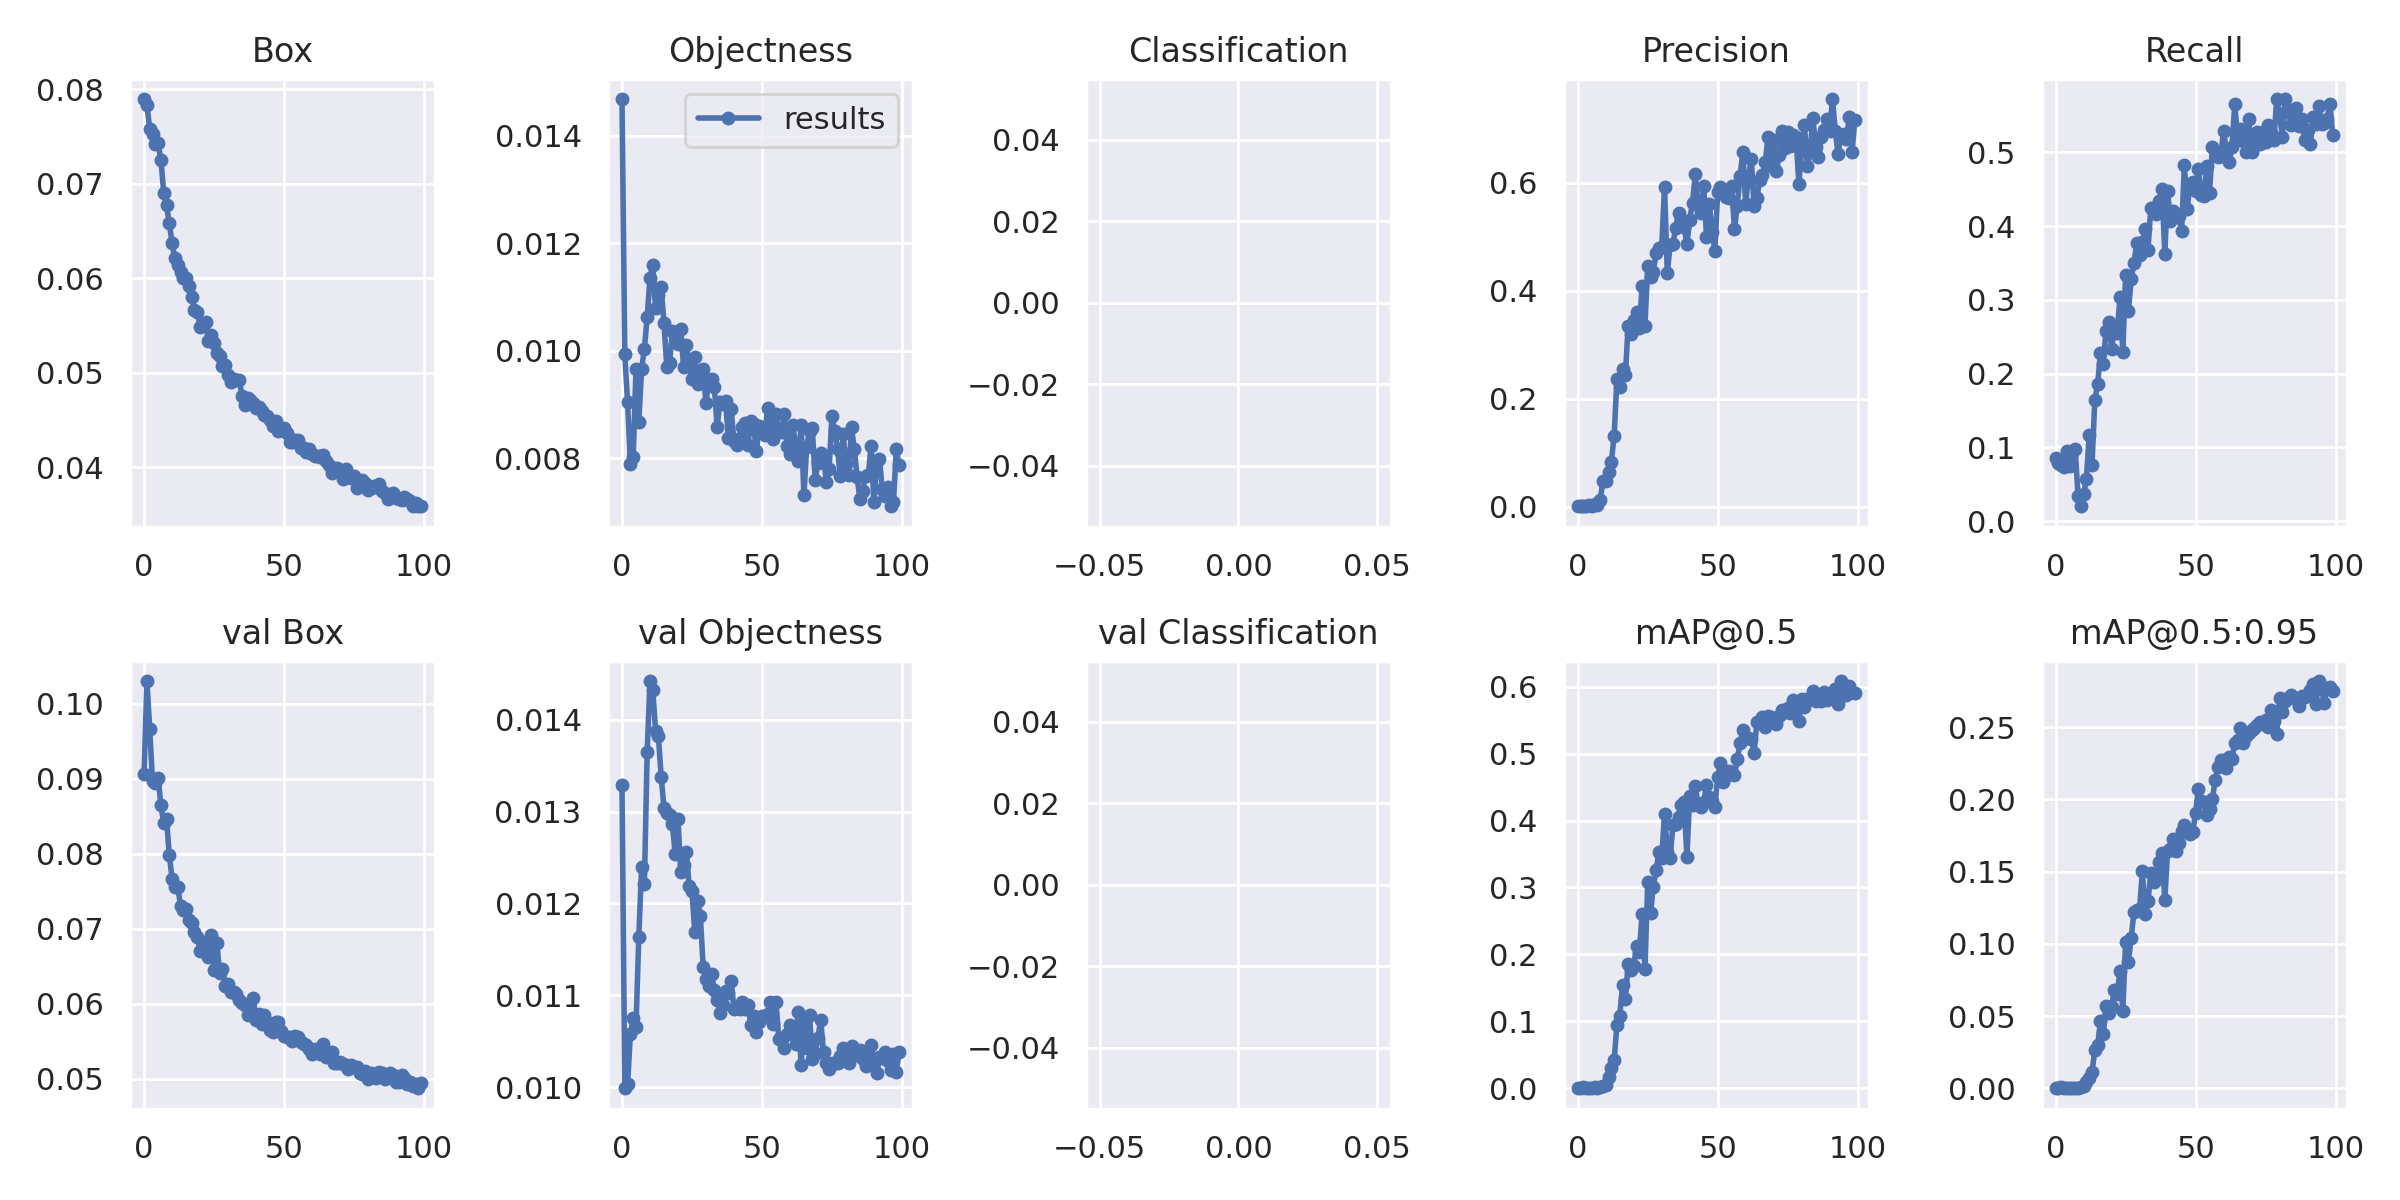 Box
0.08
0.07
0.06
0.05
0.04
0 50 100
Objectness
results
0.014
0.012
0.010
0.008
0 50 100
Classification
0.04
0.02
0.00
−0.02
−0.04
−0.05 0.00 0.05
Precision
0.6
0.4
0.2
0.0
0 50 100
Recall
0.5
0.4
0.3
0.2
0.1
0.0
0 50 100
val Box
0.10
0.09
0.08
0.07
0.06
0.05
0 50 100
val Objectness
0.014
0.013
0.012
0.011
0.010
0 50 100
val Classification
0.04
0.02
0.00
−0.02
−0.04
−0.05 0.00 0.05
mAP@0.5
0.6
0.5
0.4
0.3
0.2
0.1
0.0
0 50 100
mAP@0.5:0.95
0.25
0.20
0.15
0.10
0.05
0.00
0 50 100